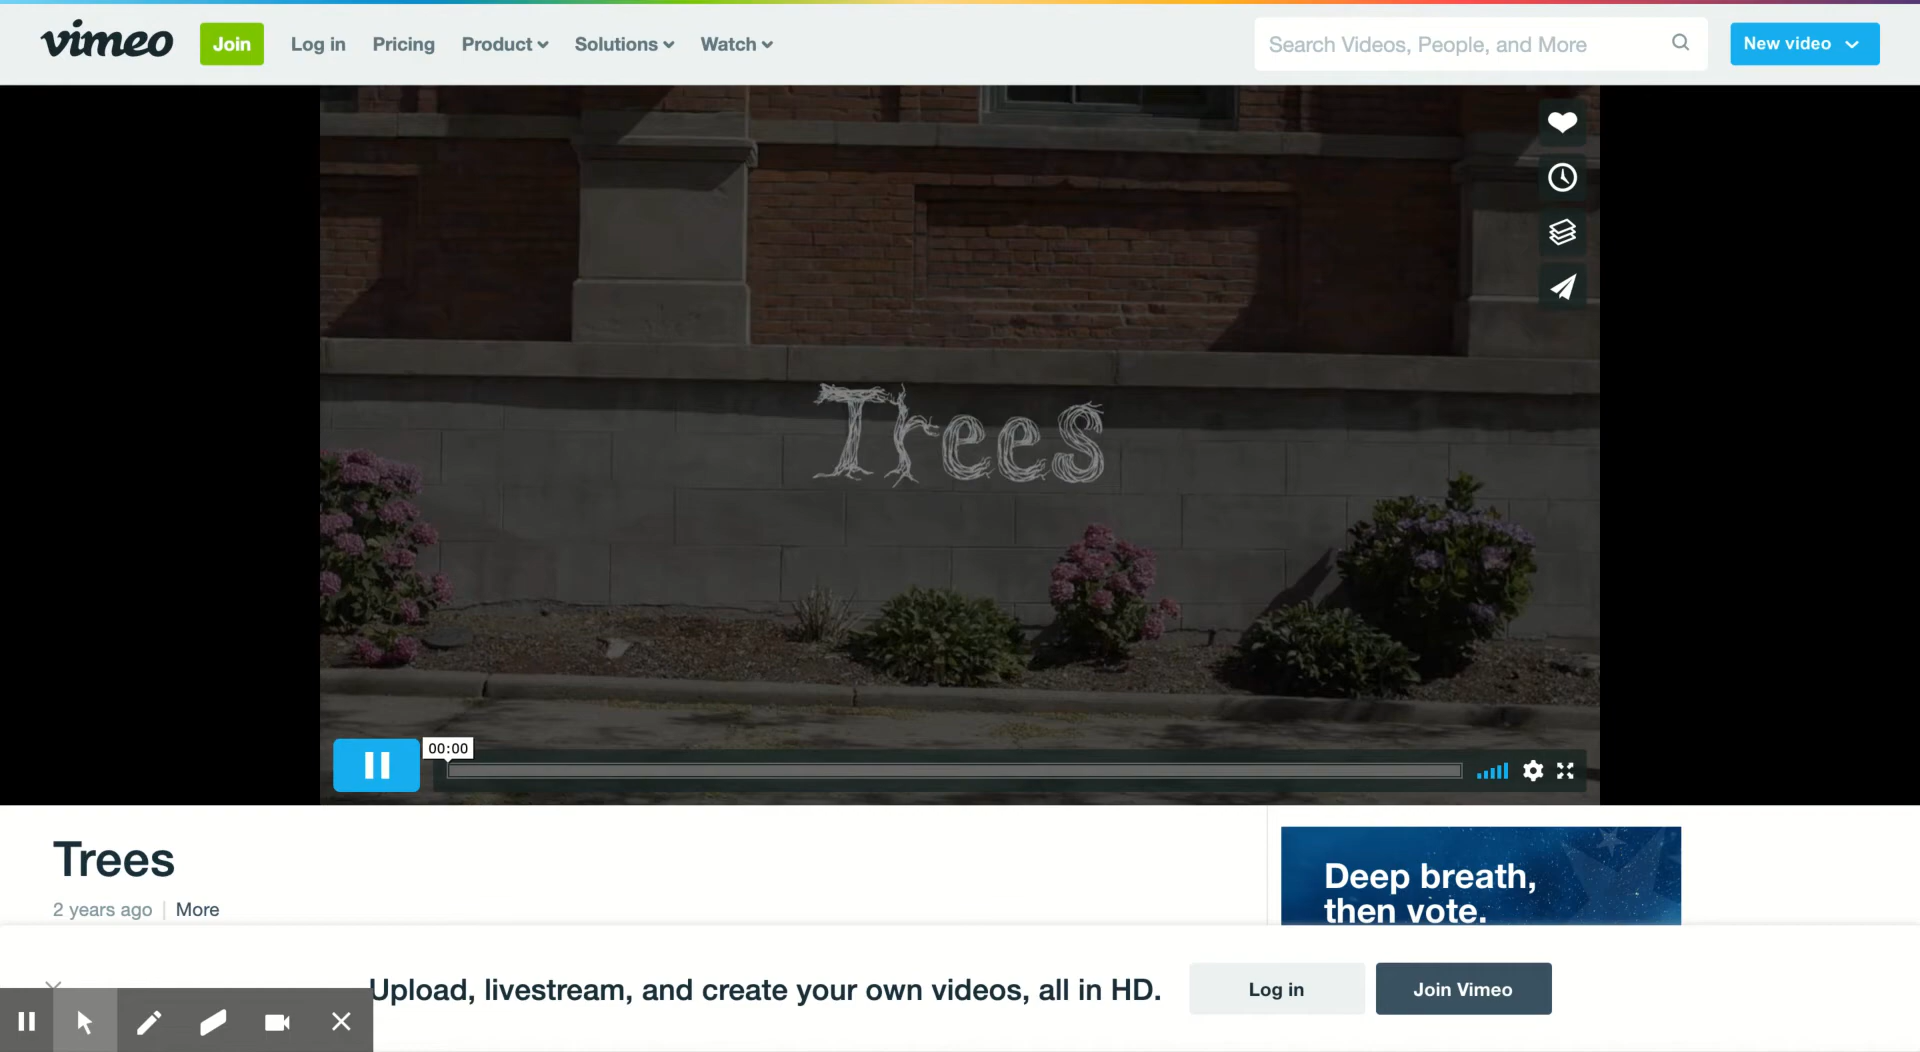 vimeo
Join
Log in
Pricing
Product
Solutions
Watch
Search Videos, People, and More
New video
Trees
00:00
Trees
2 years ago | More
Deep breath,
then vote.
Upload, livestream, and create your own videos, all in HD.
Log in
Join Vimeo